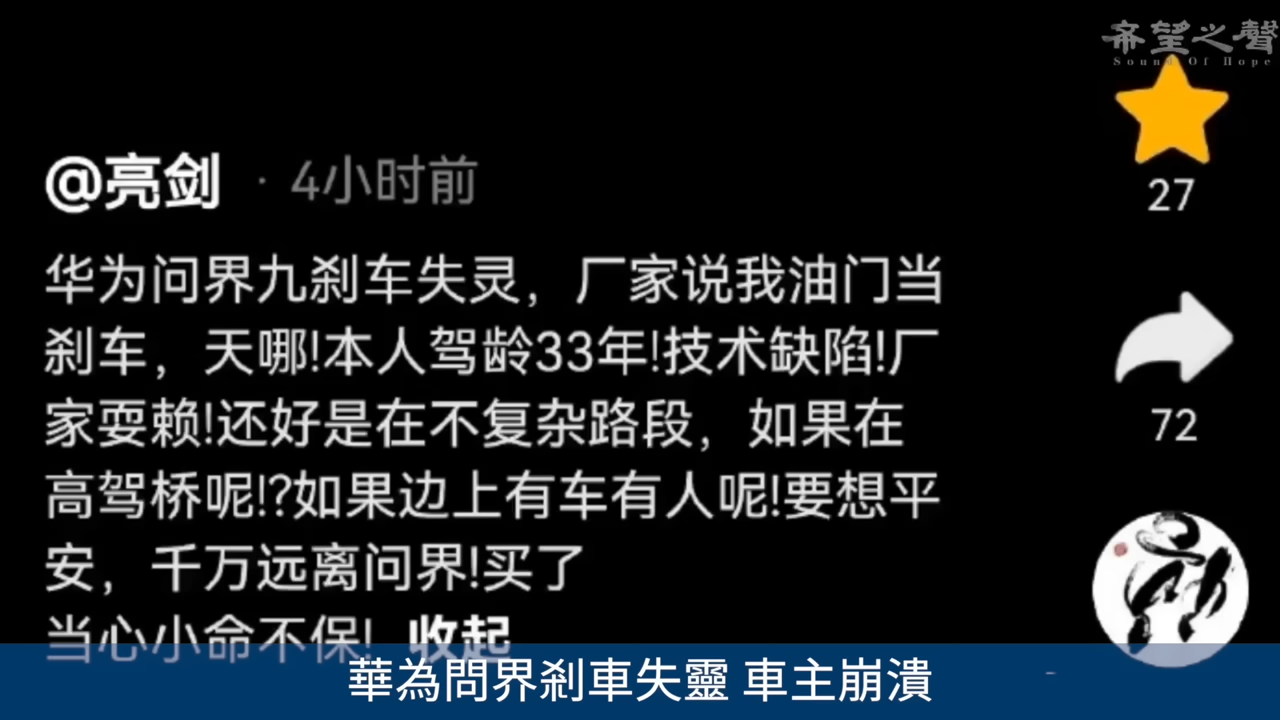 希望之聲
Sound Of Hope
27
@亮剑 · 4小时前
华为问界九刹车失灵，厂家说我油门当
刹车，天哪!本人驾龄33年!技术缺陷!厂
家耍赖!还好是在不复杂路段，如果在
高驾桥呢!?如果边上有车有人呢!要想平
安，千万远离问界!买了
当心小命不保! 收起
72
華為問界剎車失靈 車主崩潰